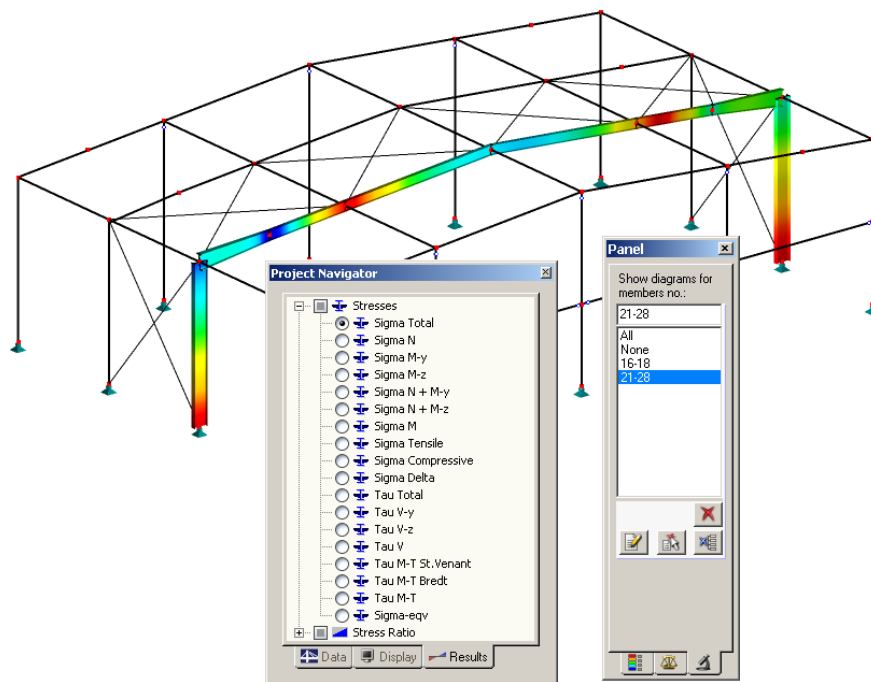 Project Navigator
Stresses
Sigma Total
Sigma N
Sigma M-y
Sigma M-z
Sigma N + M-y
Sigma N + M-z
Sigma M
Sigma Tensile
Sigma Compressive
Sigma Delta
Tau Total
Tau V-y
Tau V-z
Tau V
Tau M-T St.Venant
Tau M-T Bredt
Tau M-T
Sigma-eqv
Stress Ratio
Data Display Results
Panel
Show diagrams for
members no.:
21-28
All
None
16-18
21-28